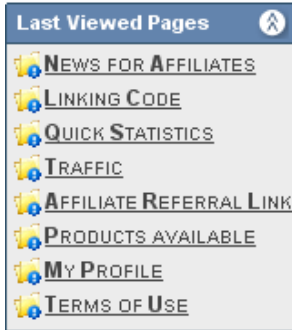 Last Viewed Pages
News for Affiliates
Linking Code
Quick Statistics
Traffic
Affiliate Referral Link
Products available
My Profile
Terms of Use